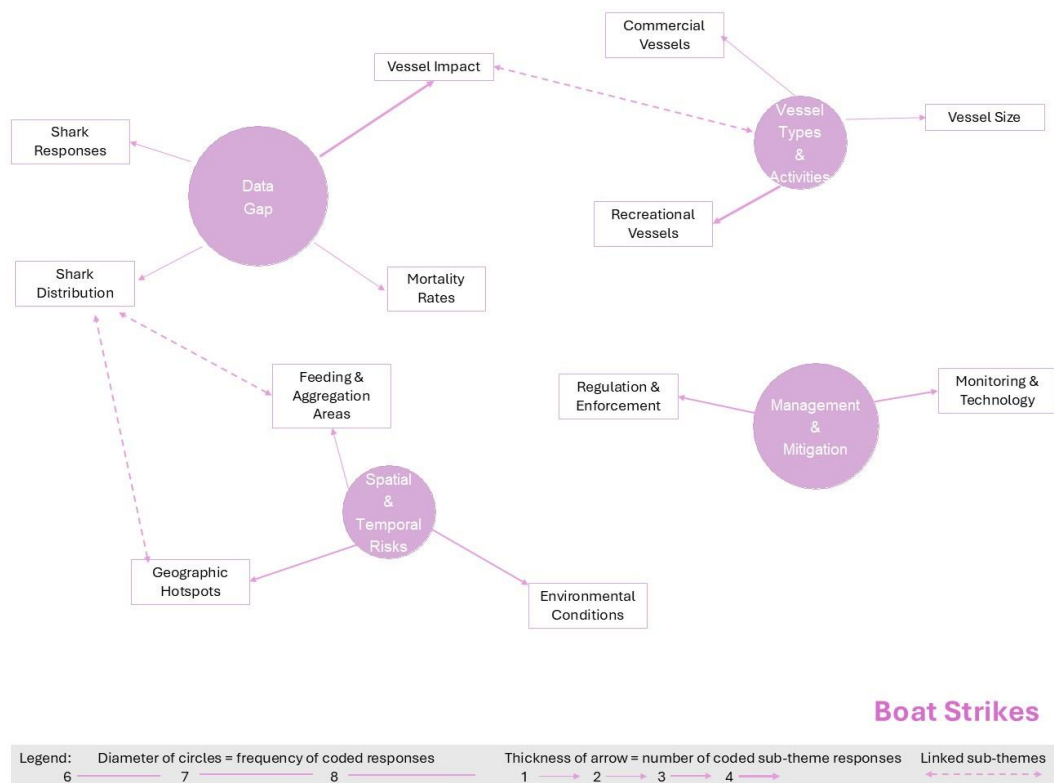 Commercial
Vessels
Vessel Impact
Vessel
Types
&
Activities
Vessel Size
Shark
Responses
Data
Gap
Recreational
Vessels
Shark
Distribution
Mortality
Rates
Feeding &
Aggregation
Areas
Regulation &
Enforcement
Management
&
Mitigation
Monitoring &
Technology
Spatial
&
Temporal
Risks
Geographic
Hotspots
Environmental
Conditions
Boat Strikes
Legend: Diameter of circles = frequency of coded responses
6 7 8
Thickness of arrow = number of coded sub-theme responses
1 2 3 4
Linked sub-themes